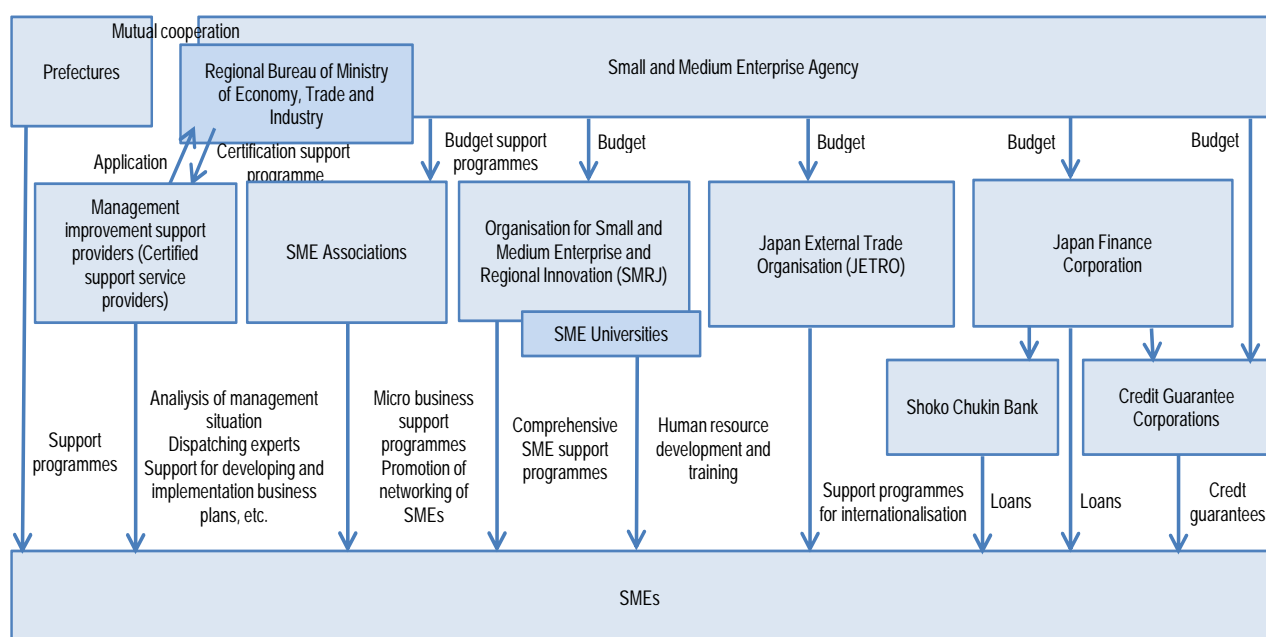 Mutual cooperation
Prefectures
Regional Bureau of Ministry
of Economy, Trade and
Industry
Small and Medium Enterprise Agency
Application
Certification support
programme
Budget support
programmes
Budget
Budget
Budget
Budget
Management
improvement support
providers (Certified
support service
providers)
SME Associations
Organisation for Small and
Medium Enterprise and
Regional Innovation (SMRJ)
SME Universities
Japan External Trade
Organisation (JETRO)
Japan Finance
Corporation
Shoko Chukin Bank
Credit Guarantee
Corporations
Support
programmes
Analysis of management
situation
Dispatching experts
Support for developing and
implementation business
plans, etc.
Micro business
support
programmes
Promotion of
networking of
SMEs
Comprehensive
SME support
programmes
Human resource
development and
training
Support programmes
for internationalisation
Loans
Loans
Credt
guarantees
SMEs